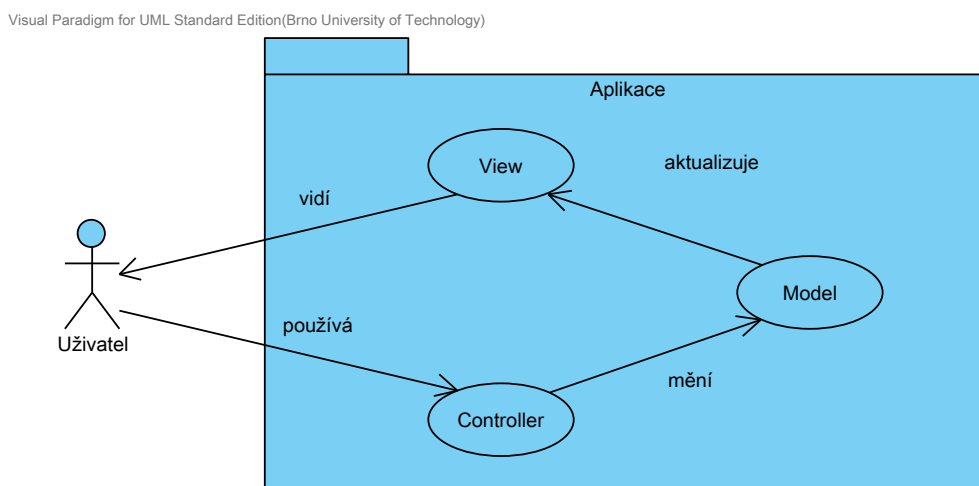 Visual Paradigm for UML Standard Edition(Brno University of Technology)
Aplikace
View
aktualizuje
vidí
Model
používá
Uživatel
mění
Controller